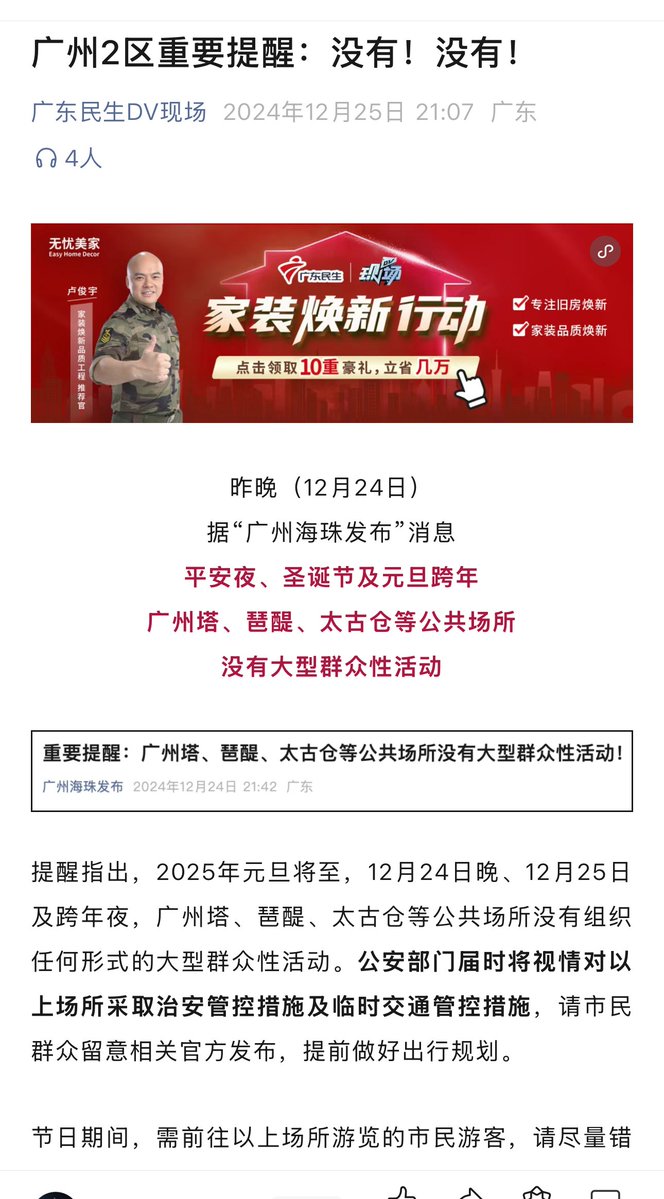 广州2区重要提醒：没有！没有！
广东民生DV现场 2024年12月25日 21:07 广东
4人
无忧美家
Easy Home Decor
卢俊宇
家装焕新品质工程 推荐官
广东民生 DV现场
家装焕新行动
点击领取10重豪礼，立省几万
专注旧房焕新
家装品质焕新
昨晚（12月24日）
据“广州海珠发布”消息
平安夜、圣诞节及元旦跨年
广州塔、琶醍、太古仓等公共场所
没有大型群众性活动
重要提醒：广州塔、琶醍、太古仓等公共场所没有大型群众性活动！
广州海珠发布 2024年12月24日 21:42 广东
提醒指出，2025年元旦将至，12月24日晚、12月25日
及跨年夜，广州塔、琶醍、太古仓等公共场所没有组织
任何形式的大型群众性活动。公安部门届时将视情对以
上场所采取治安管控措施及临时交通管控措施，请市民
群众留意相关官方发布，提前做好出行规划。
节日期间，需前往以上场所游览的市民游客，请尽量错